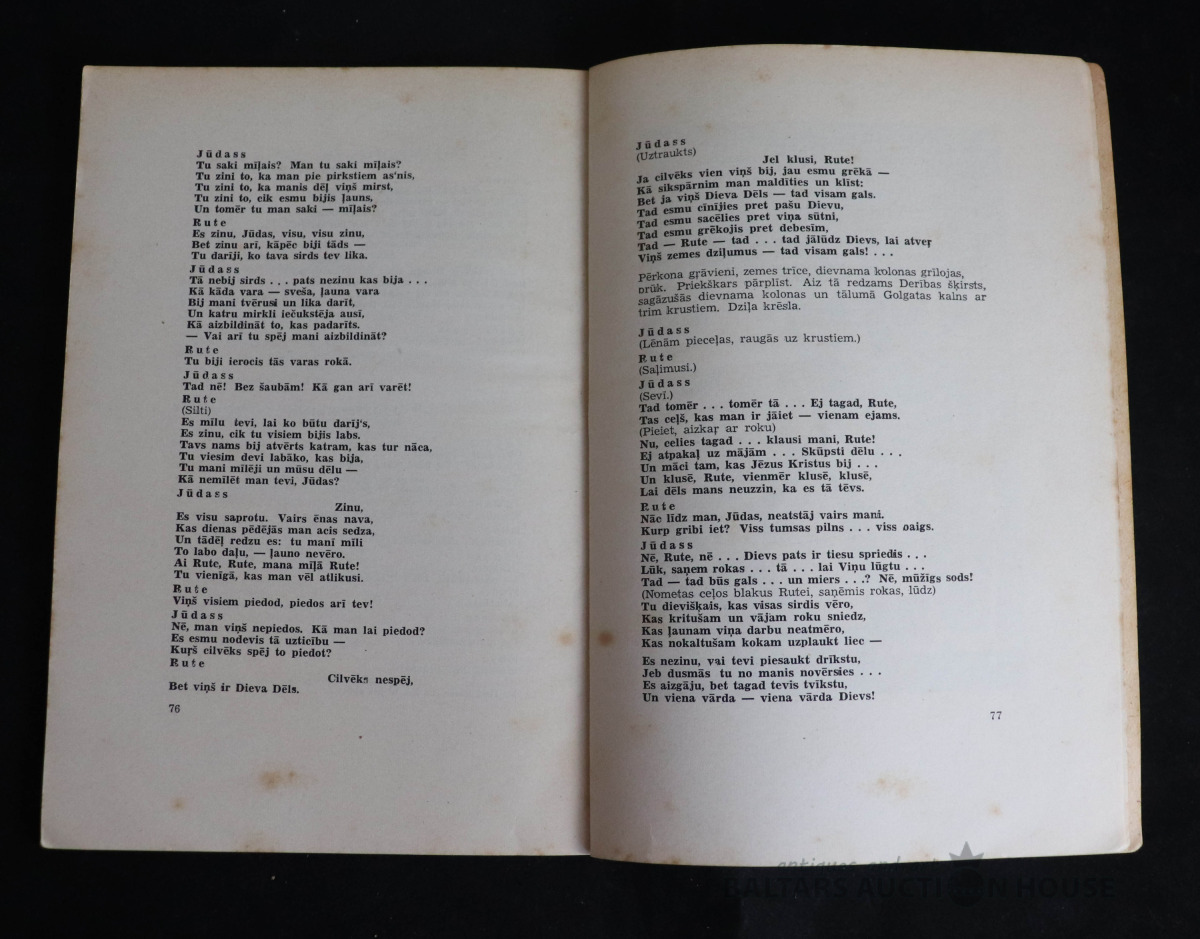 Jūdass
Tu saki mīļais? Man tu saki mīļais?
Tu zini to, ka man pie pirkstiem as'nis,
Tu zini to, ka manis dēļ viņš mirst,
Tu zini to, cik esmu bijis ļauns,
Un tomēr tu man saki — mīļais?
Rute
Es zinu, Jūdas, visu, visu zinu,
Bet zinu arī, kāpēc biji tāds —
Tu darīji, ko tava sirds tev lika.
Jūdass
Tā nebij sirds . . . pats nezinu kas bija . . .
Kā kāda vara — sveša, ļauna vara
Bij mani tvērusi un lika darīt,
Un katru mirkli iečukstēja ausī,
Kā aizbildināt to, kas padarīts.
— Vai arī tu spēj mani aizbildināt?
Rute
Tu biji ierocis tās varas rokā.
Jūdass
Tad nē! Bez šaubām! Kā gan arī varēt!
Rute
(Silti)
Es mīlu tevi, lai ko būtu darīj's,
Es zinu, cik tu visiem bijis labs.
Tavs nams bij atvērts katram, kas tur nāca,
Tu viesim devi labāko, kas bija,
Tu mani mīlēji un mūsu dēlu —
Kā nemīlēt man tevi, Jūdas?
Jūdass
Zinu,
Es visu saprotu. Vairs ēnas nava,
Kas dienas pēdējās man acis sedza,
Un tādēļ redzu es: tu mani mīli
To labo daļu, — ļauno nevēro.
Ai Rute, Rute, mana mīļā Rute!
Tu vienīgā, kas man vēl atlikusi.
Rute
Viņš visiem piedod, piedos arī tev!
Jūdass
Nē, man viņš nepiedos. Kā man lai piedod?
Es esmu nodevis tā uzticību —
Kuŗš cilvēks spēj to piedot?
Rute
Cilvēks nespēj,
Bet viņš ir Dieva Dēls.
76
Jūdass
(Uztraukts)
Jel klusi, Rute!
Ja cilvēks vien viņš bij, jau esmu grēkā —
Kā sikspārnim man maldīties un klīst:
Bet ja viņš Dieva Dēls — tad visam gals.
Tad esmu cīnījies pret pašu Dievu,
Tad esmu sacēlies pret viņa sūtni,
Tad esmu grēkojis pret debesīm,
Tad — Rute — tad . . . tad jālūdz Dievs, lai atver
Viņš zemes dziļumus — tad visam gals! . . .
Pērkona grāvieni, zemes trīce, dievnama kolonas grīļojas,
brūk. Priekškars pārplīst. Aiz tā redzams Derības šķirsts,
sagāzušās dievnama kolonas un tālumā Golgatas kalns ar
trim krustiem. Dziļa krēsla.
Jūdass
(Lēnām pieceļas, raugās uz krustiem.)
Rute
(Saļimusi.)
Jūdass
(Sevī.)
Tad tomēr . . . tomēr tā . . . Ej tagad, Rute,
Tas ceļš, kas man ir jāiet — vienam ejams.
(Pieiet, aizkaŗ ar roku)
Nu, celies tagad . . . klausi mani, Rute!
Ej atpakaļ uz mājām . . . Skūpsti dēlu . . .
Un māci tam, kas Jēzus Kristus bij . . .
Un klusē, Rute, vienmēr klusē, klusē,
Lai dēls mans neuzzin, ka es tā tēvs.
Rute
Nāc līdz man, Jūdas, neatstāj vairs mani.
Kurp gribi iet? Viss tumsas pilns . . . viss baigs.
Jūdass
Nē, Rute, nē . . . Dievs pats ir tiesu spriedis . . .
Lūk, saņem rokas . . . tā . . . lai Viņu lūgtu . . .
Tad — tad būs gals . . . un miers . . .? Nē, mūžīgs sods!
(Nometas ceļos blakus Rutei, saņēmis rokas, lūdz)
Tu dievišķais, kas visas sirdis vēro,
Kas kritušam un vājam roku sniedz,
Kas ļaunam viņa darbu neatmēro,
Kas nokaltušam kokam uzplaukt liec —
Es nezinu, vai tevi piesaukt drīkstu,
Jeb dusmās tu no manis novērsies . . .
Es aizgāju, bet tagad tevis tvīkstu,
Un viena vārda — viena vārda Dievs!
77
BALTARS AUCTION HOUSE